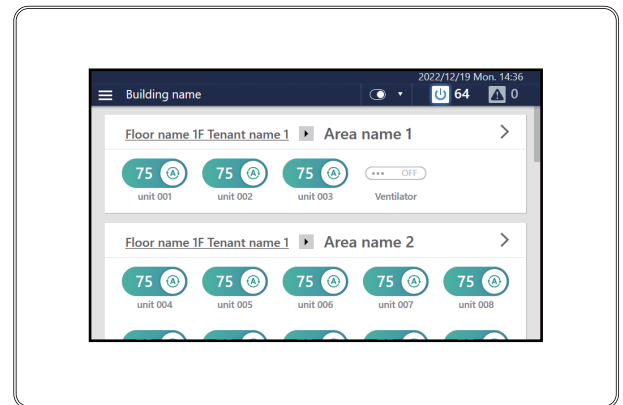 2022/12/19 Mon. 14:36
Building name 64 0
Floor name 1F Tenant name 1 Area name 1
75 A 75 A 75 A OFF
unit 001 unit 002 unit 003 Ventilator
Floor name 1F Tenant name 1 Area name 2
75 A 75 A 75 A 75 A 75 A
unit 004 unit 005 unit 006 unit 007 unit 008